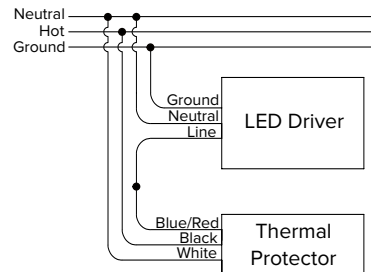 Neutral
Hot
Ground
Ground
Neutral
Line
LED Driver
Blue/Red
Black
White
Thermal
Protector